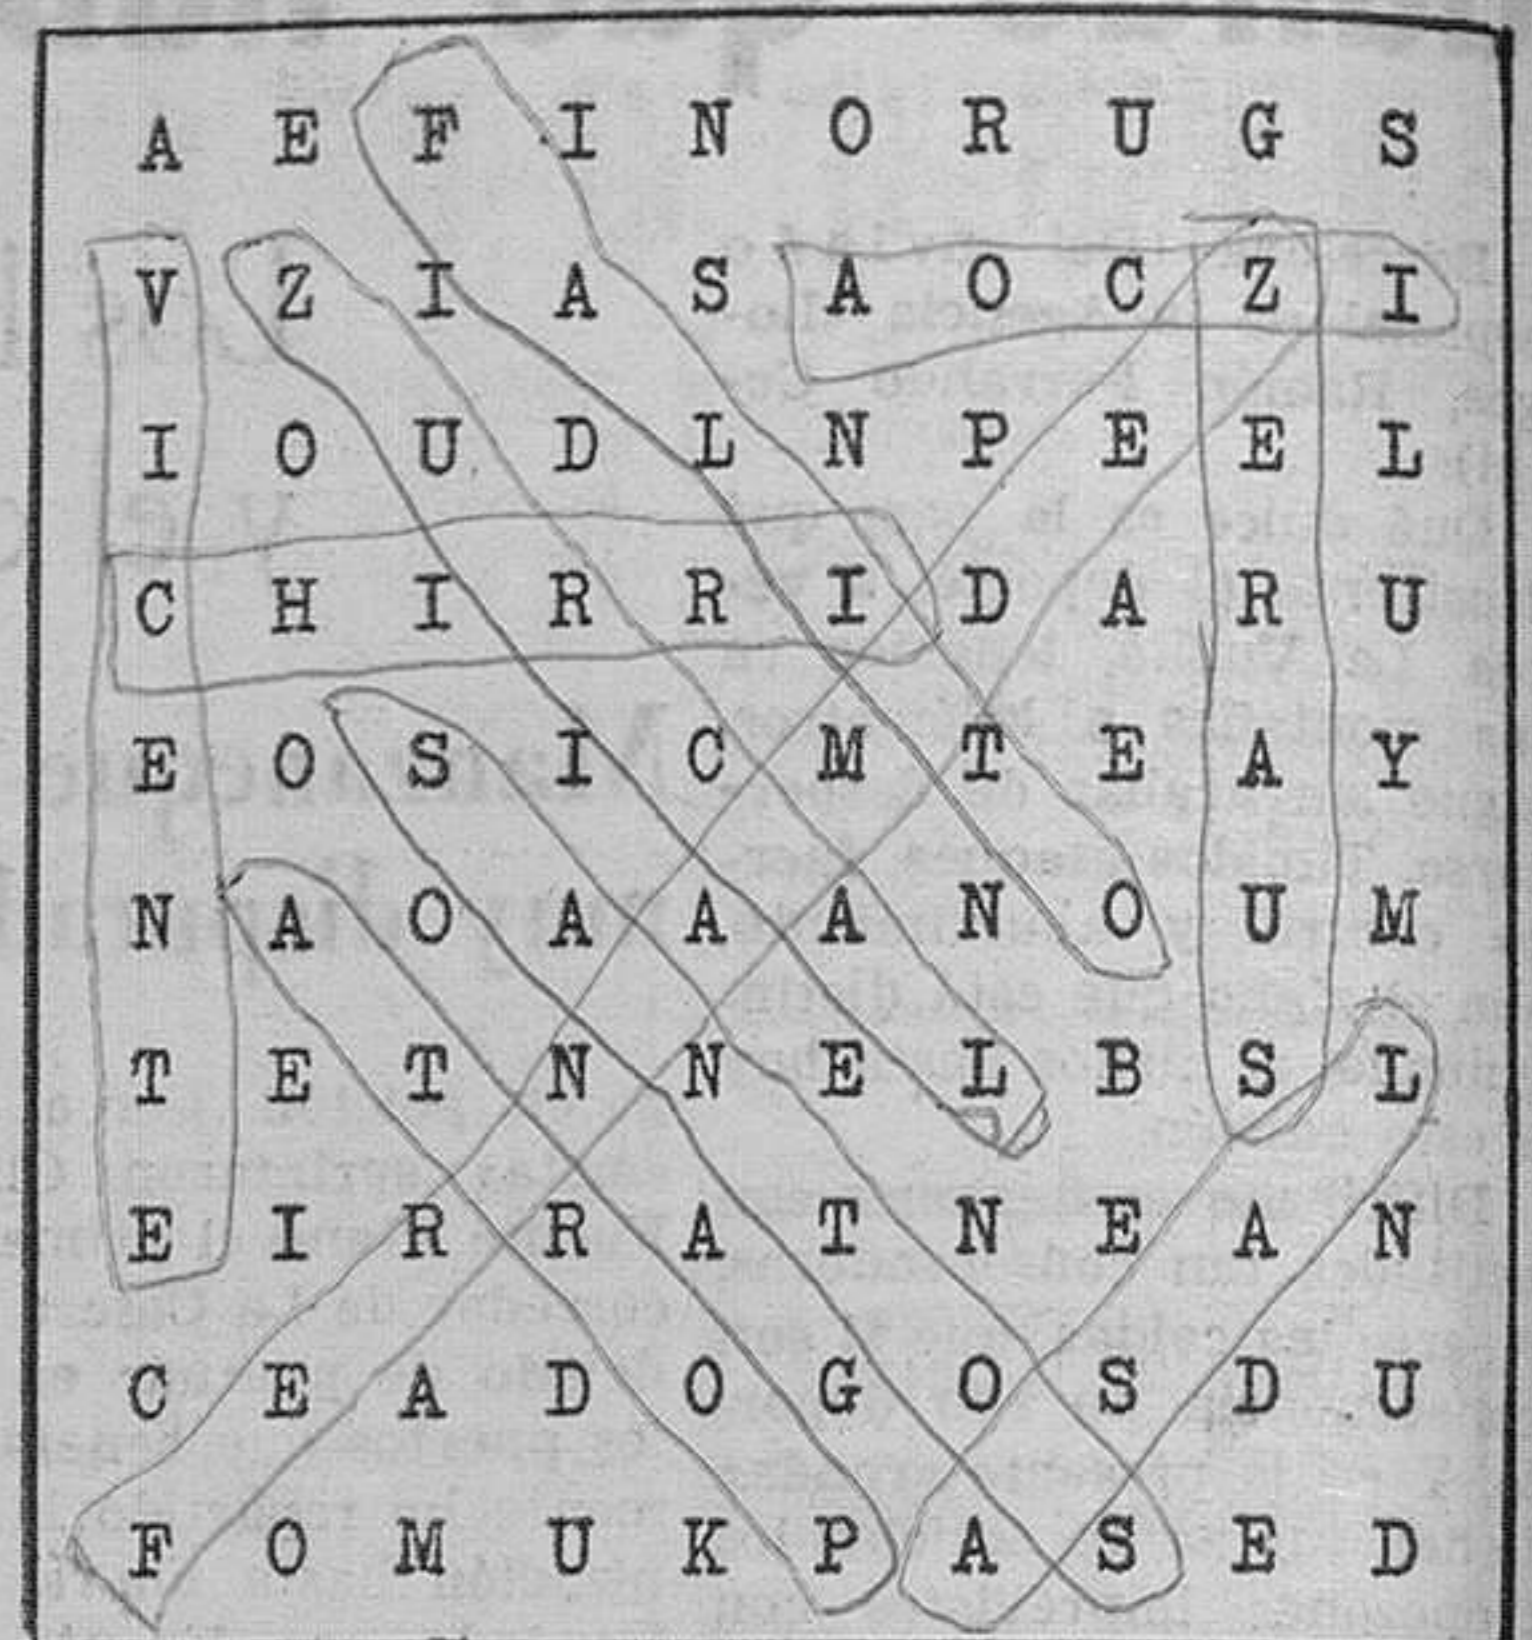 A E F I N O R U G S
V Z I A S A O C Z I
I O U D L N P E E L
C H I R R I D A R U
E O S I C M T E A Y
N A O A A A N O U M
T E T N N E L B S L
E I R R A T N E A N
C E A D O G O S D U
F O M U K P A S E D